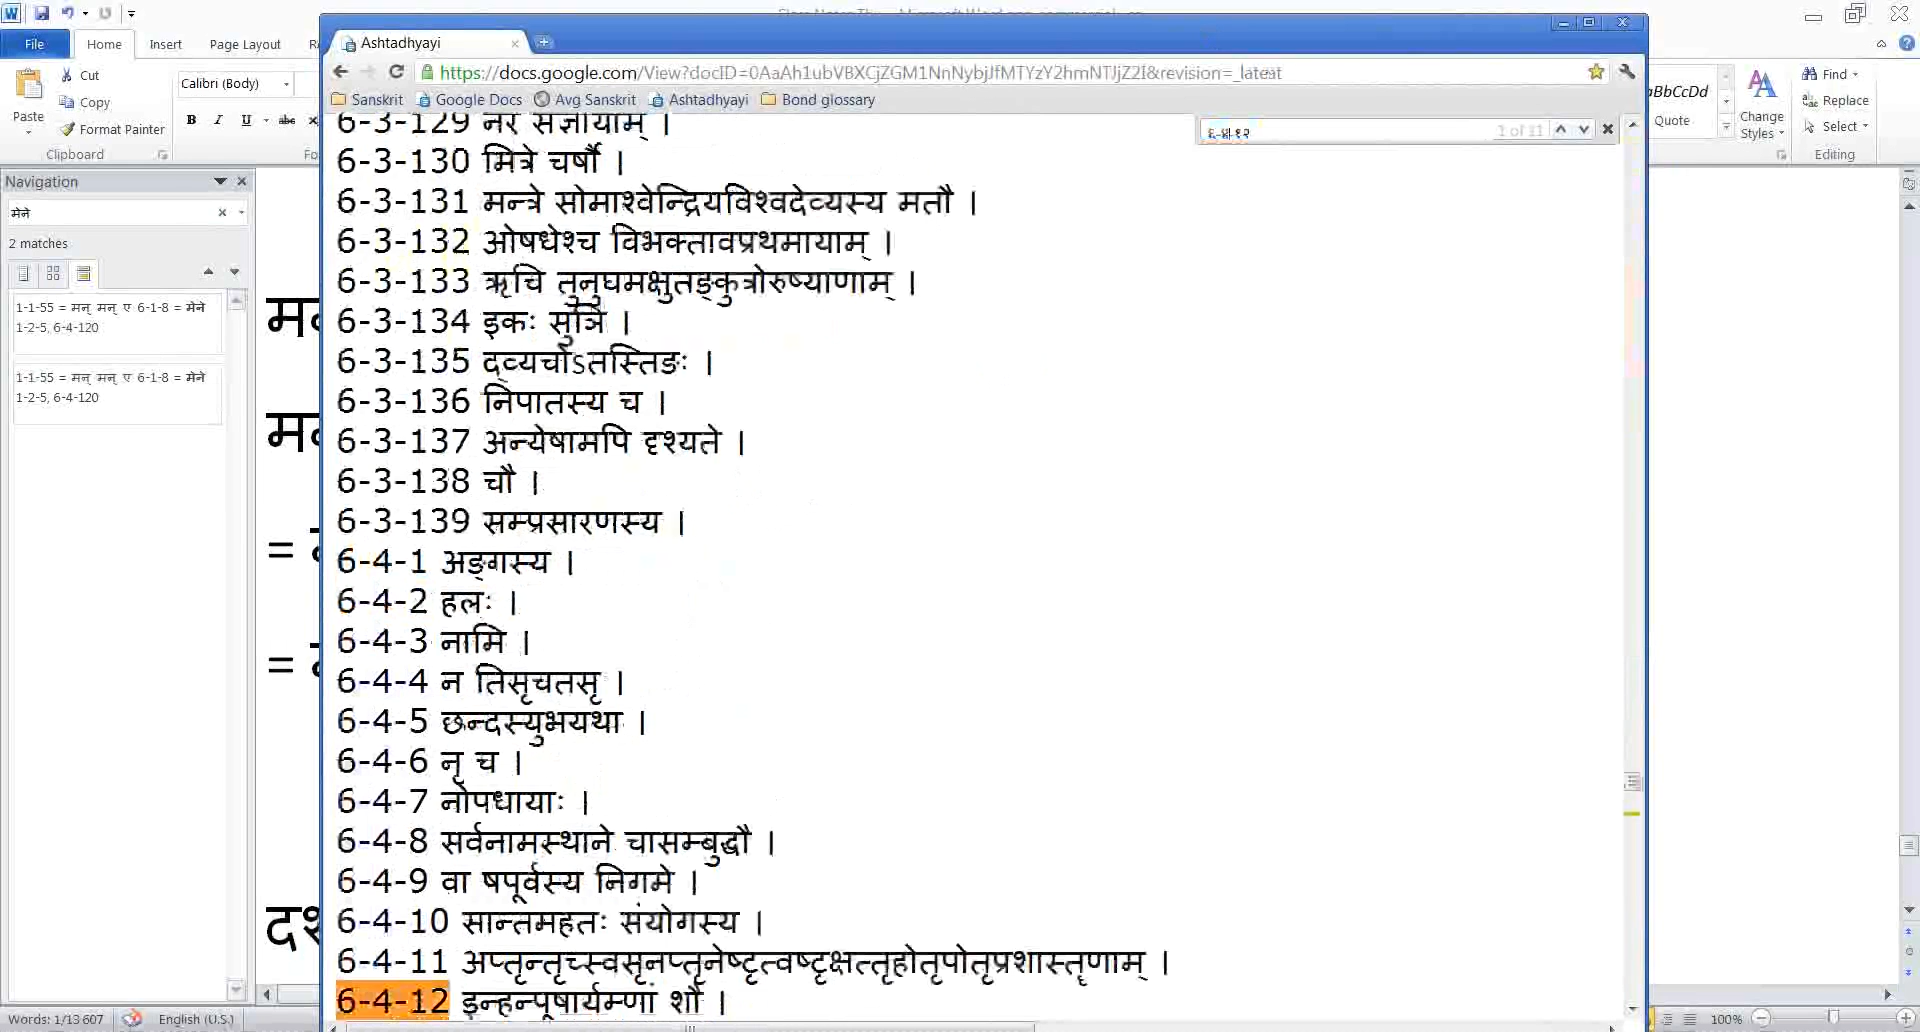 File Home Insert Page Layout
Cut
Copy
Format Painter
Paste
Clipboard
Calibri (Body)
B I U abc
Find
Replace
Select
Editing
Quote
Change Styles
Navigation
मेने
2 matches
1-1-55 = मन् मन् ए 6-1-8 = मेने
1-2-5, 6-4-120
1-1-55 = मन् मन् ए 6-1-8 = मेने
1-2-5, 6-4-120
Ashtadhyayi
Sanskrit Google Docs Avg Sanskrit Ashtadhyayi Bond glossary
1 of 11
6-3-130 मित्रे चर्षौ ।
6-3-131 मन्त्रे सोमाश्वेन्द्रियविश्वदेव्यस्य मतौ ।
6-3-132 ओषधेश्च विभक्तावप्रथमायाम् ।
6-3-133 ऋचि तुनुघमक्षुतङ्कुत्रोरुष्याणाम् ।
6-3-134 इकः सुञि ।
6-3-135 द्व्यचोऽतस्तिङः ।
6-3-136 निपातस्य च ।
6-3-137 अन्येषामपि दृश्यते ।
6-3-138 चौ ।
6-3-139 सम्प्रसारणस्य ।
6-4-1 अङ्गस्य ।
6-4-2 हलः ।
6-4-3 नामि ।
6-4-4 न तिसृचतसृ ।
6-4-5 छन्दस्युभयथा ।
6-4-6 नृ च ।
6-4-7 नोपधायाः ।
6-4-8 सर्वनामस्थाने चासम्बुद्धौ ।
6-4-9 वा षपूर्वस्य निगमे ।
6-4-10 सान्तमहतः संयोगस्य ।
6-4-11 अप्तृन्तृच्स्वसृनप्तृनेष्टृत्वष्टृक्षत्तृहोतृपोतृप्रशास्तॄणाम् ।
6-4-12 इन्हन्पूषार्यम्णां शौ ।
Words: 1/13 607 English (U.S.)
100%